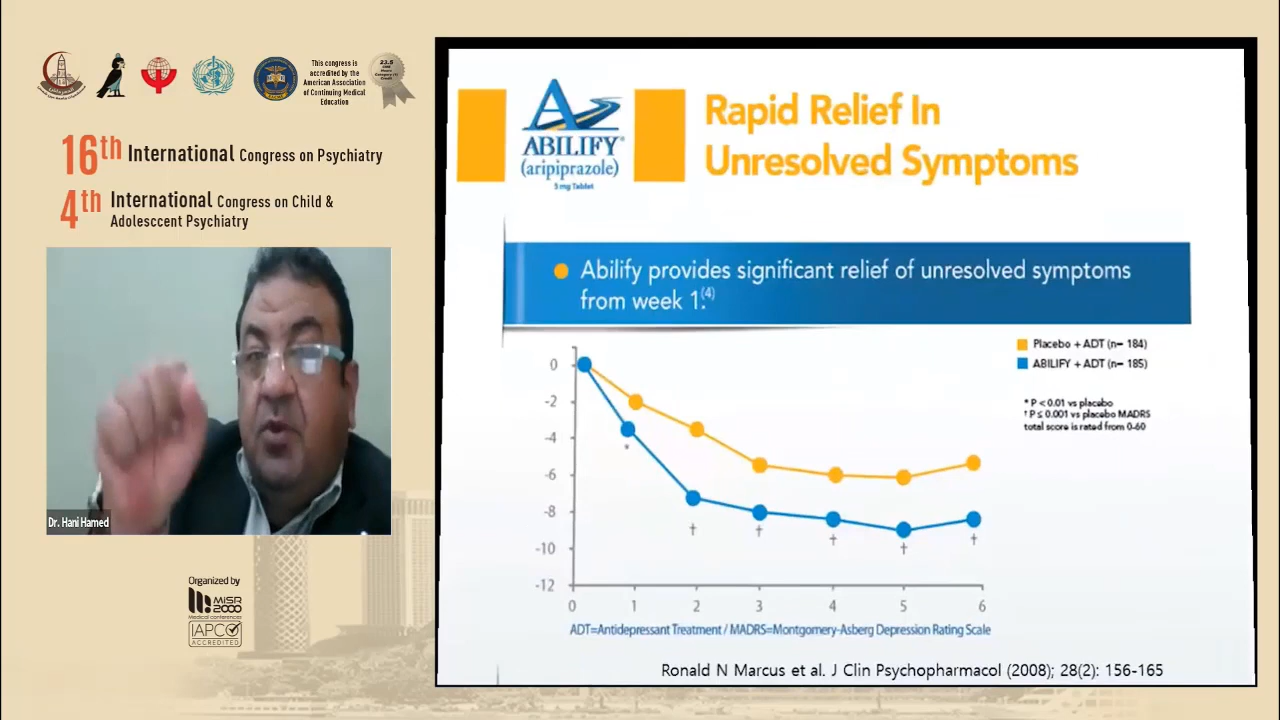 This congress is
accredited by the
American Association
of Continuing Medical
Education
23.5
16th International Congress on Psychiatry
4th International Congress on Child &
Adolesccent Psychiatry
Dr. Hani Hamed
Organized by
MISR
2000
Medical conferences
IAPCO
ACCREDITED
ABILIFY®
(aripiprazole)
5 mg Tablet
Rapid Relief In
Unresolved Symptoms
Abilify provides significant relief of unresolved symptoms
from week 1.(4)
Placebo + ADT (n= 184)
ABILIFY + ADT (n= 185)
* P < 0.01 vs placebo
† P ≤ 0.001 vs placebo MADRS
total score is rated from 0-60
0
-2
-4
-6
-8
-10
-12
*
† † † † †
0 1 2 3 4 5 6
ADT=Antidepressant Treatment / MADRS=Montgomery-Asberg Depression Rating Scale
Ronald N Marcus et al. J Clin Psychopharmacol (2008); 28(2): 156-165